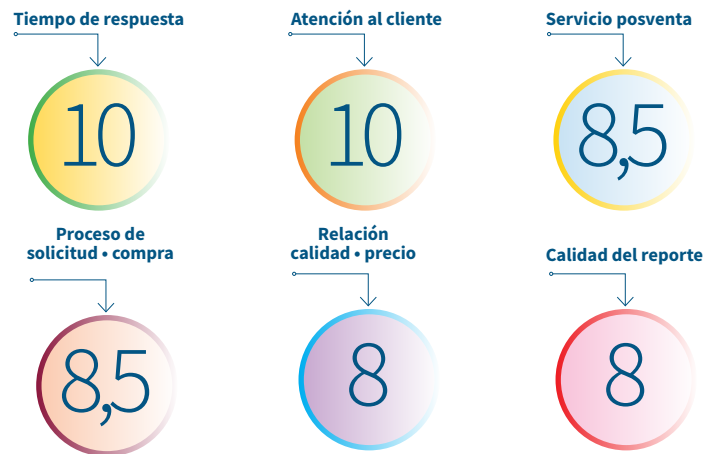 Tiempo de respuesta
10
Atención al cliente
10
Servicio posventa
8,5
Proceso de
solicitud • compra
8,5
Relación
calidad • precio
8
Calidad del reporte
8